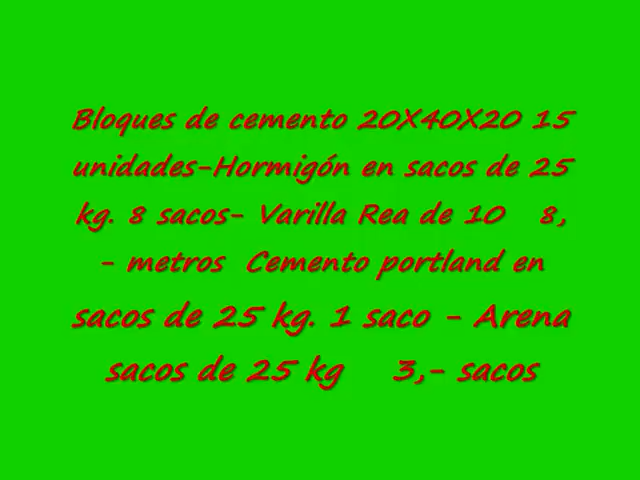 Bloques de cemento 20X40X20 15
unidades-Hormigón en sacos de 25
kg. 8 sacos- Varilla Rea de 10 8,
- metros Cemento portland en
sacos de 25 kg. 1 saco - Arena
sacos de 25 kg 3,- sacos